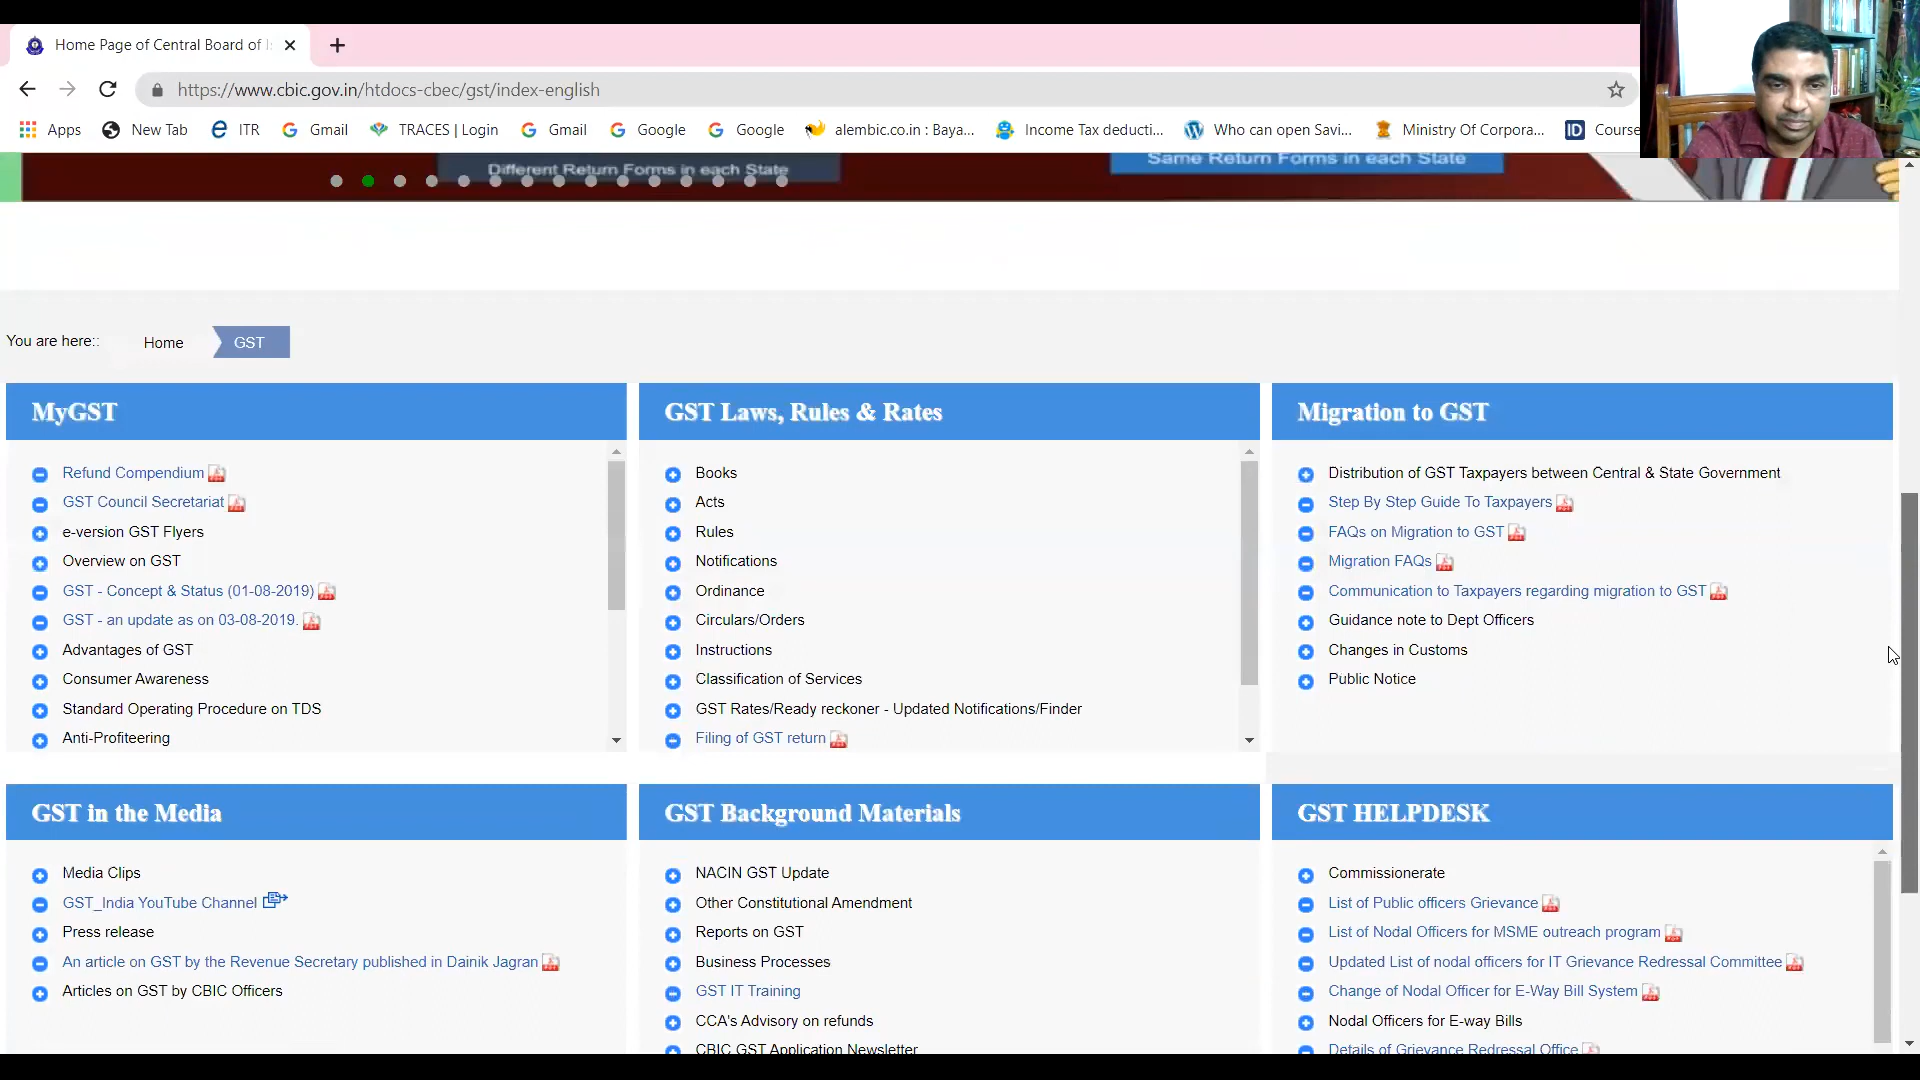 Home Page of Central Board of I
https://www.cbic.gov.in/htdocs-cbec/gst/index-english
Apps New Tab ITR Gmail TRACES | Login Gmail Google Google alembic.co.in : Baya... Income Tax deducti... Who can open Savi... Ministry Of Corpora... ID Course
Different Return Forms in each State Same Return Forms in each State
You are here:: Home GST
MyGST
Refund Compendium
GST Council Secretariat
e-version GST Flyers
Overview on GST
GST - Concept & Status (01-08-2019)
GST - an update as on 03-08-2019.
Advantages of GST
Consumer Awareness
Standard Operating Procedure on TDS
Anti-Profiteering
GST Laws, Rules & Rates
Books
Acts
Rules
Notifications
Ordinance
Circulars/Orders
Instructions
Classification of Services
GST Rates/Ready reckoner - Updated Notifications/Finder
Filing of GST return
Migration to GST
Distribution of GST Taxpayers between Central & State Government
Step By Step Guide To Taxpayers
FAQs on Migration to GST
Migration FAQs
Communication to Taxpayers regarding migration to GST
Guidance note to Dept Officers
Changes in Customs
Public Notice
GST in the Media
Media Clips
GST_India YouTube Channel
Press release
An article on GST by the Revenue Secretary published in Dainik Jagran
Articles on GST by CBIC Officers
GST Background Materials
NACIN GST Update
Other Constitutional Amendment
Reports on GST
Business Processes
GST IT Training
CCA's Advisory on refunds
CBIC GST Application Newsletter
GST HELPDESK
Commissionerate
List of Public officers Grievance
List of Nodal Officers for MSME outreach program
Updated List of nodal officers for IT Grievance Redressal Committee
Change of Nodal Officer for E-Way Bill System
Nodal Officers for E-way Bills
Details of Grievance Redressal Office